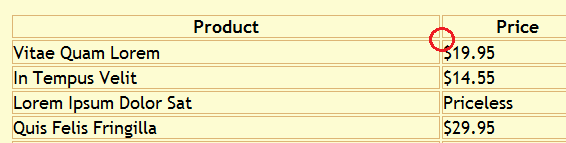 Product Price
Vitae Quam Lorem $19.95
In Tempus Velit $14.55
Lorem Ipsum Dolor Sat Priceless
Quis Felis Fringilla $29.95